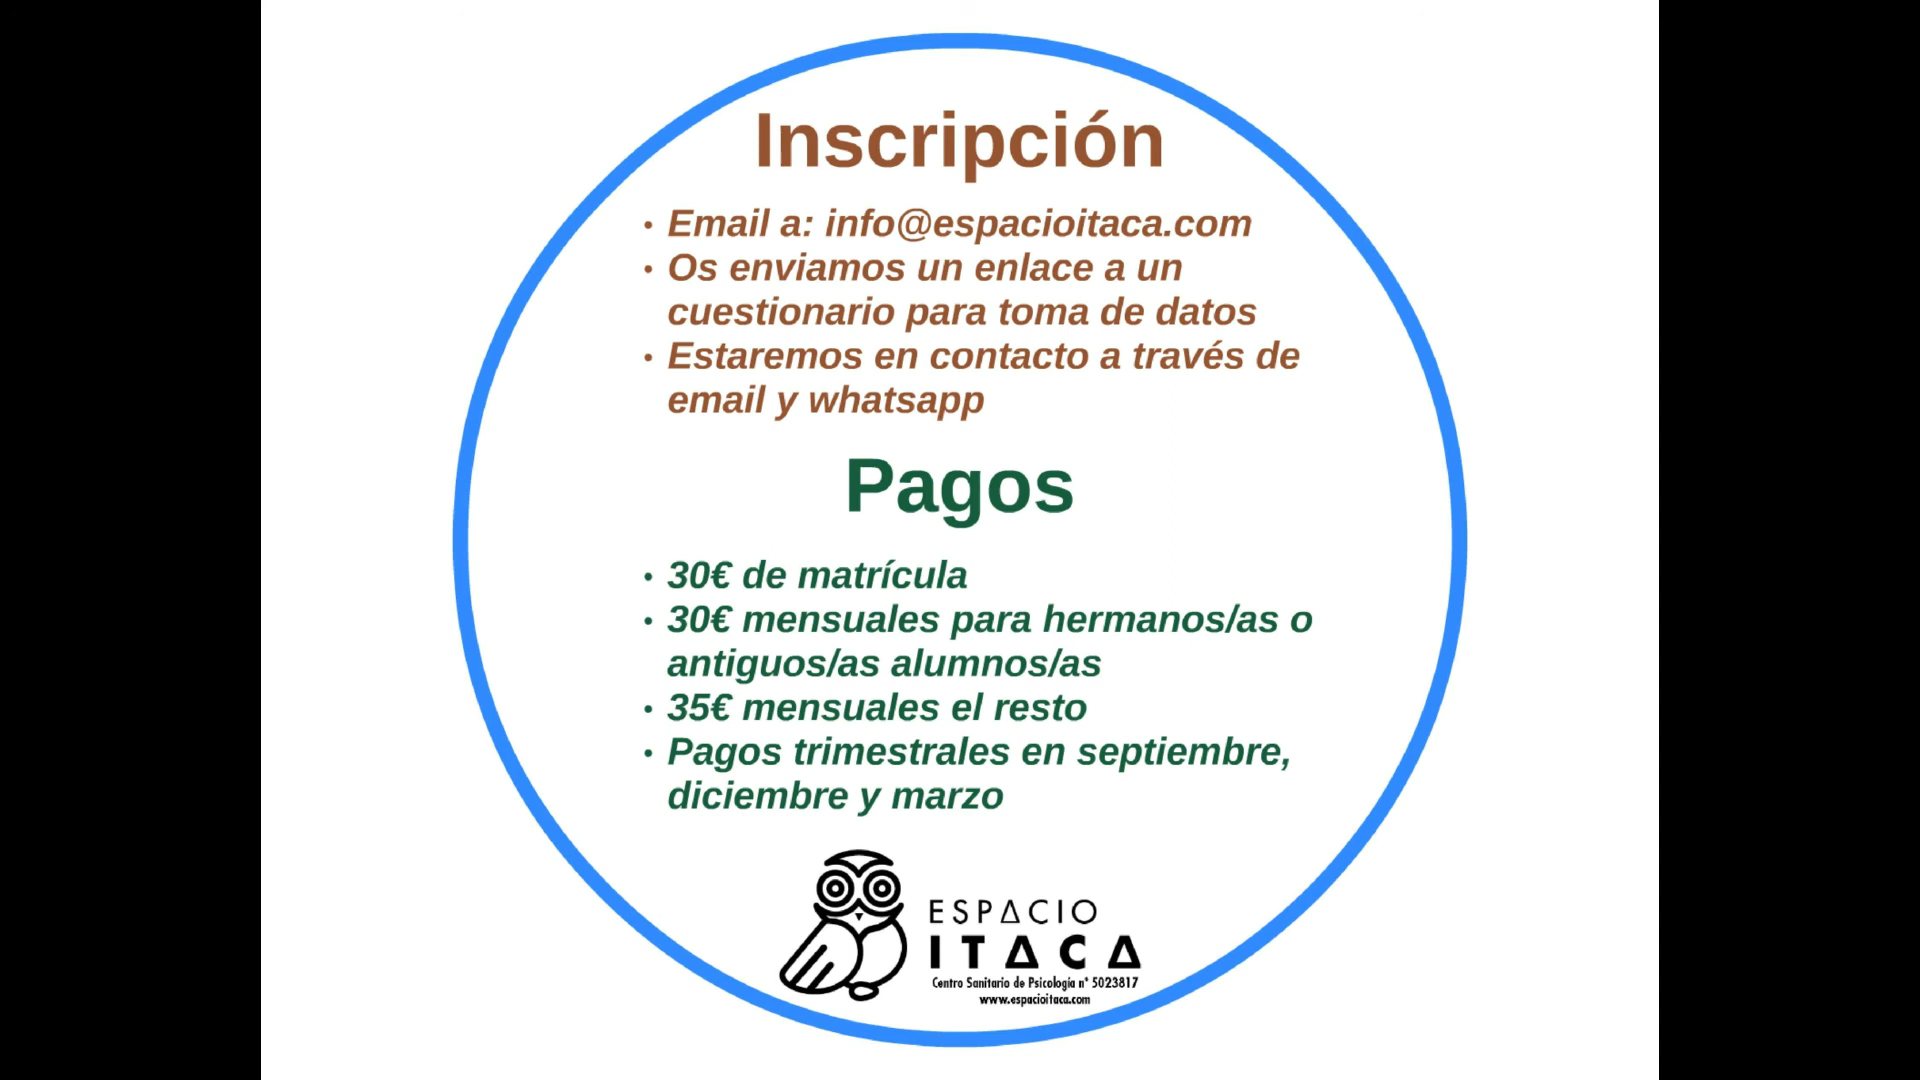 Inscripción
• Email a: info@espacioitaca.com
• Os enviamos un enlace a un
cuestionario para toma de datos
• Estaremos en contacto a través de
email y whatsapp
Pagos
• 30€ de matrícula
• 30€ mensuales para hermanos/as o
antiguos/as alumnos/as
• 35€ mensuales el resto
• Pagos trimestrales en septiembre,
diciembre y marzo
ESPACIO
ITACA
Centro Sanitario de Psicología nº 5023817
www.espacioitaca.com